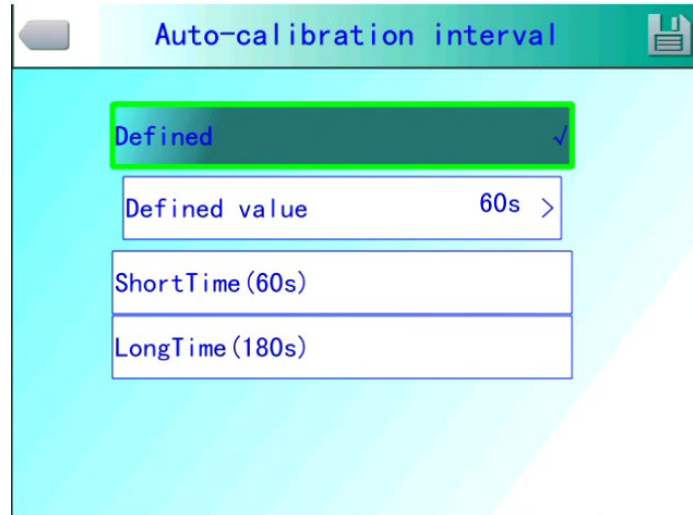 Auto-calibration interval
Defined √
Defined value 60s >
ShortTime(60s)
LongTime(180s)